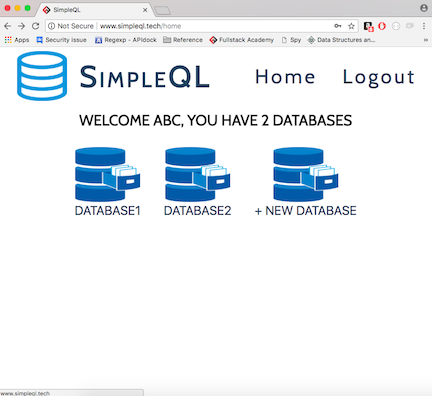 SimpleQL
Not Secure | www.simpleql.tech/home
Apps Security issue Regexp - APIdock Reference Fullstack Academy Spy Data Structures an...
SIMPLEQL Home Logout
WELCOME ABC, YOU HAVE 2 DATABASES
DATABASE1 DATABASE2 + NEW DATABASE
www.simpleql.tech